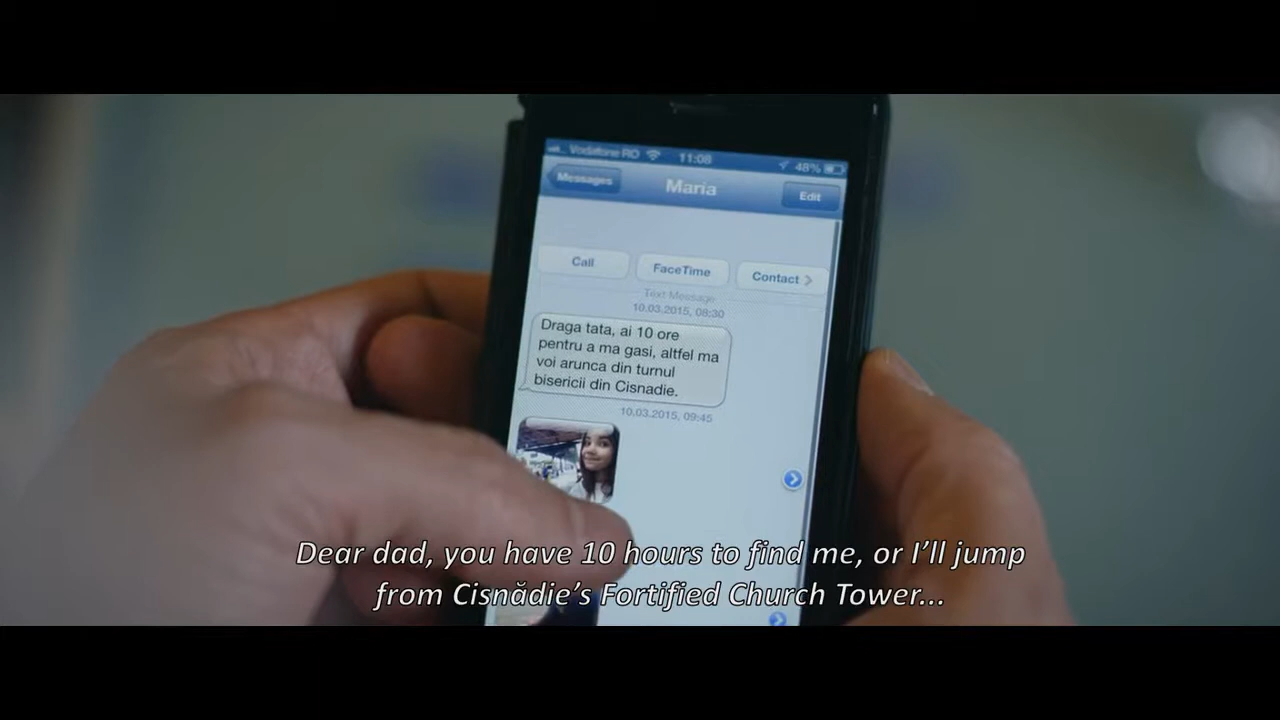 Vodafone RO 11:08 48%
Messages Maria Edit
Call FaceTime Contact
Text Message
10.03.2015, 08:30
Draga tata, ai 10 ore
pentru a ma gasi, altfel ma
voi arunca din turnul
bisericii din Cisnadie.
10.03.2015, 09:45
Dear dad, you have 10 hours to find me, or I'll jump
from Cisnădie's Fortified Church Tower...